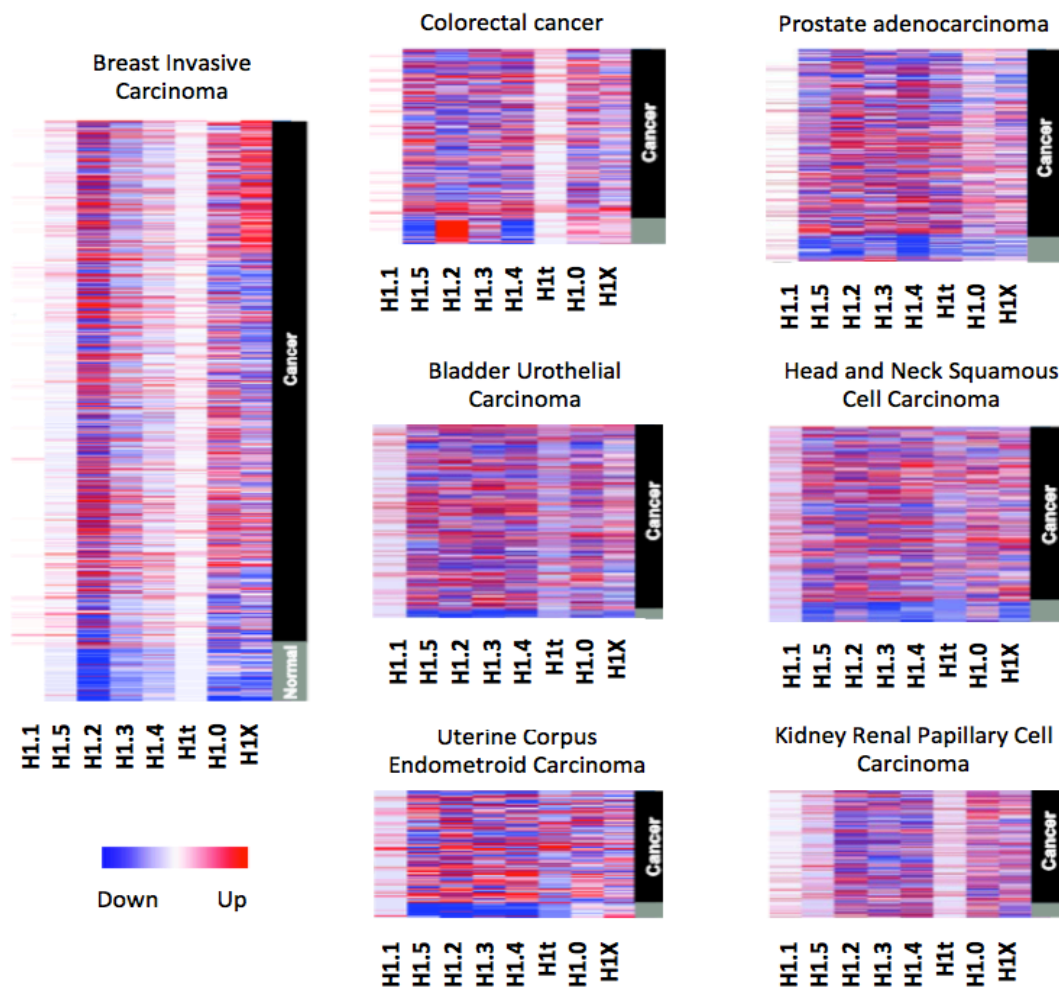 Breast Invasive
Carcinoma
Cancer
Normal
H1.1 H1.5 H1.2 H1.3 H1.4 H1t H1.0 H1X
Down Up
Colorectal cancer
Cancer
H1.1 H1.5 H1.2 H1.3 H1.4 H1t H1.0 H1X
Prostate adenocarcinoma
Cancer
H1.1 H1.5 H1.2 H1.3 H1.4 H1t H1.0 H1X
Bladder Urothelial
Carcinoma
Cancer
H1.1 H1.5 H1.2 H1.3 H1.4 H1t H1.0 H1X
Head and Neck Squamous
Cell Carcinoma
Cancer
H1.1 H1.5 H1.2 H1.3 H1.4 H1t H1.0 H1X
Uterine Corpus
Endometroid Carcinoma
Cancer
H1.1 H1.5 H1.2 H1.3 H1.4 H1t H1.0 H1X
Kidney Renal Papillary Cell
Carcinoma
Cancer
H1.1 H1.5 H1.2 H1.3 H1.4 H1t H1.0 H1X